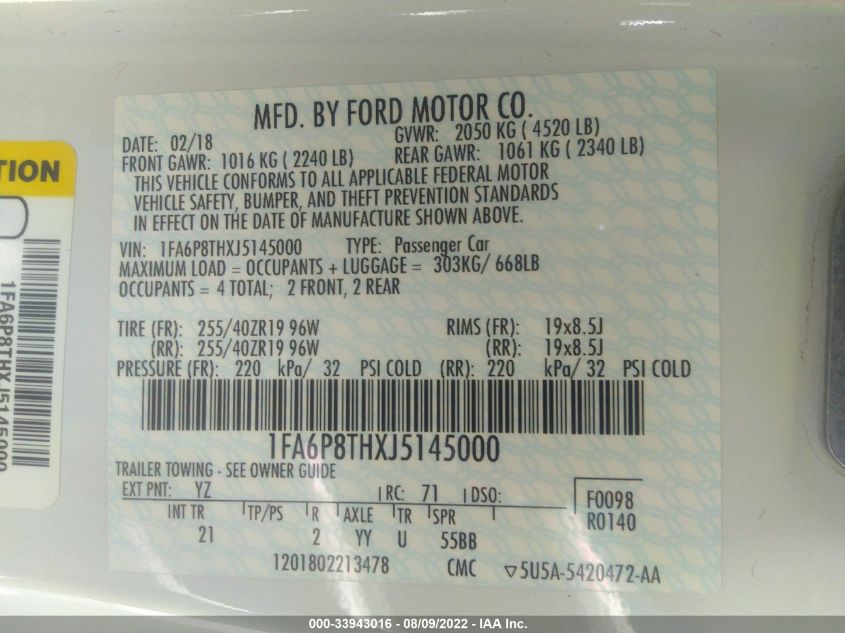 MFD. BY FORD MOTOR CO.
DATE: 02/18 GVWR: 2050 KG ( 4520 LB)
FRONT GAWR: 1016 KG ( 2240 LB) REAR GAWR: 1061 KG ( 2340 LB)
THIS VEHICLE CONFORMS TO ALL APPLICABLE FEDERAL MOTOR
VEHICLE SAFETY, BUMPER, AND THEFT PREVENTION STANDARDS
IN EFFECT ON THE DATE OF MANUFACTURE SHOWN ABOVE.
VIN: 1FA6P8THXJ5145000 TYPE: Passenger Car
MAXIMUM LOAD = OCCUPANTS + LUGGAGE = 303KG/ 668LB
OCCUPANTS = 4 TOTAL; 2 FRONT, 2 REAR
TIRE (FR): 255/40ZR19 96W RIMS (FR): 19x8.5J
(RR): 255/40ZR19 96W (RR): 19x8.5J
PRESSURE (FR): 220 kPa/ 32 PSI COLD (RR): 220 kPa/ 32 PSI COLD
1FA6P8THXJ5145000
TRAILER TOWING - SEE OWNER GUIDE
EXT PNT: YZ RC: 71 DSO:
F0098
R0140
INT TR TP/PS R AXLE TR SPR
21 2 YY U 55BB
1201802213478 CMC ▽5U5A-5420472-AA
TION
1FA6P8THXJ5145000
000-33943016 - 08/09/2022 - IAA Inc.